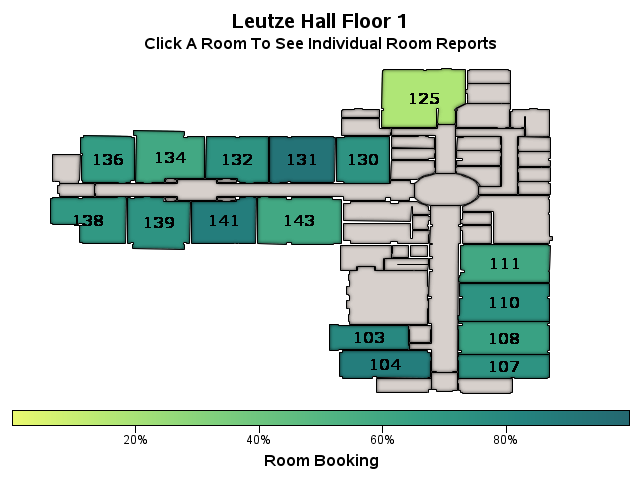 Leutze Hall Floor 1
Click A Room To See Individual Room Reports
125
136 134 132 131 130
138 139 141 143
111
110
103 108
104 107
20% 40% 60% 80%
Room Booking